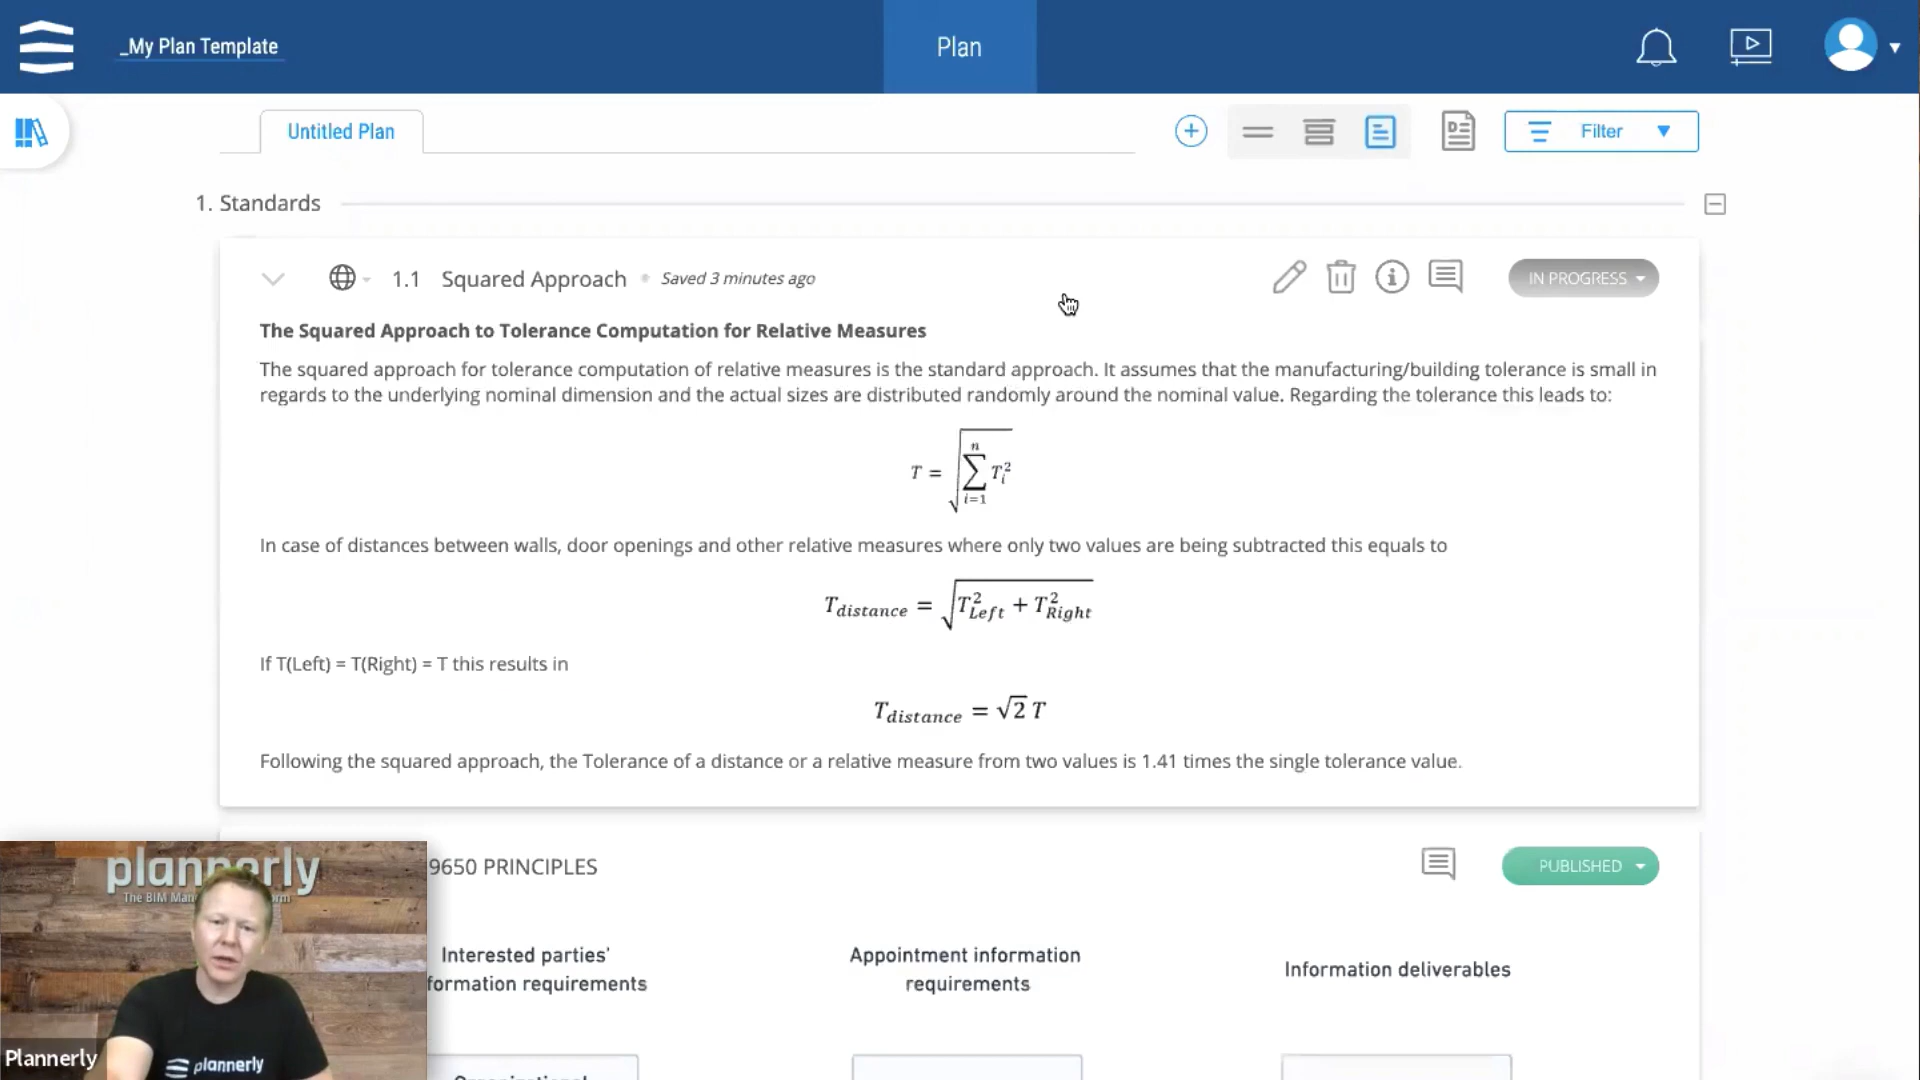 _My Plan Template
Plan
Untitled Plan
Filter
1. Standards
1.1 Squared Approach Saved 3 minutes ago
IN PROGRESS
The Squared Approach to Tolerance Computation for Relative Measures
The squared approach for tolerance computation of relative measures is the standard approach. It assumes that the manufacturing/building tolerance is small in
regards to the underlying nominal dimension and the actual sizes are distributed randomly around the nominal value. Regarding the tolerance this leads to:
T = √∑ⁿᵢ₌₁ Tᵢ²
In case of distances between walls, door openings and other relative measures where only two values are being subtracted this equals to
T_distance = √T²_Left + T²_Right
If T(Left) = T(Right) = T this results in
T_distance = √2 T
Following the squared approach, the Tolerance of a distance or a relative measure from two values is 1.41 times the single tolerance value.
9650 PRINCIPLES
PUBLISHED
Interested parties'
formation requirements
Appointment information
requirements
Information deliverables
plannerly
The BIM
plannerly
Plannerly